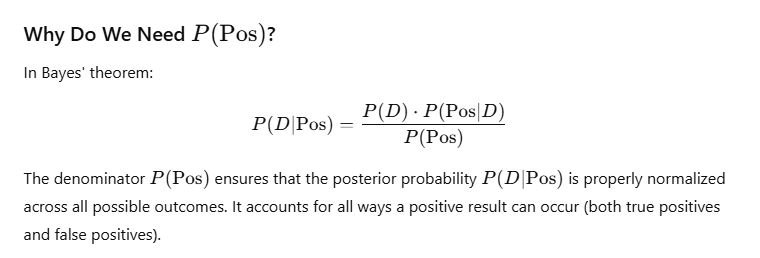 Why Do We Need P(Pos)?
In Bayes' theorem:
P(D|Pos) = P(D) · P(Pos|D) / P(Pos)
The denominator P(Pos) ensures that the posterior probability P(D|Pos) is properly normalized
across all possible outcomes. It accounts for all ways a positive result can occur (both true positives
and false positives).